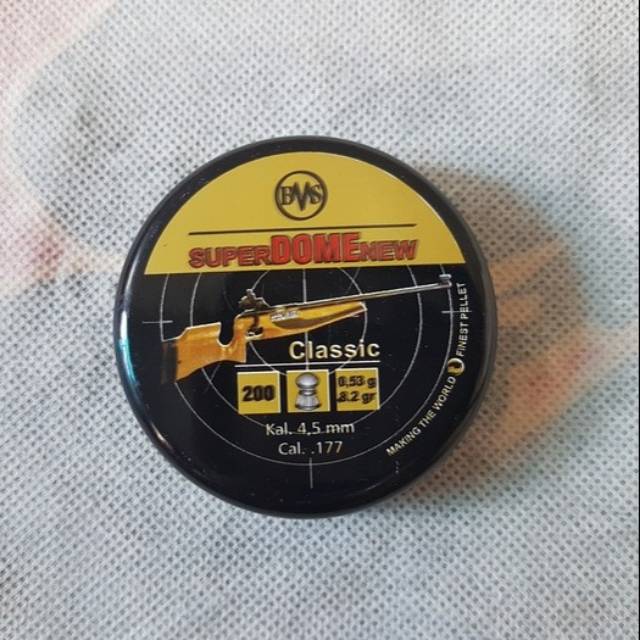 BMS
SUPERDOMENEW
Classic
200
0,53 g
8.2 gr
Kal. 4,5 mm
Cal. .177
MAKING THE WORLD FINEST PELLET